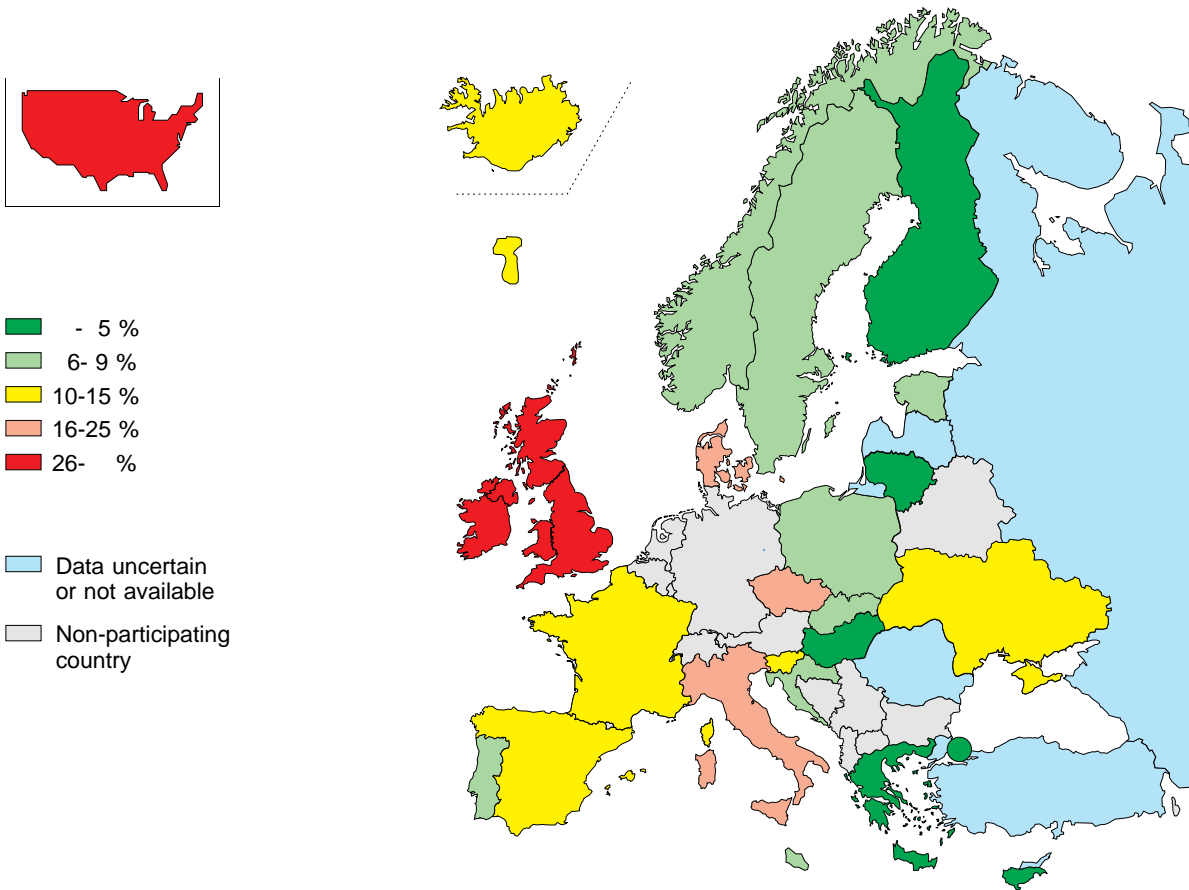 - 5 %
6- 9 %
10-15 %
16-25 %
26- %
Data uncertain
or not available
Non-participating
country